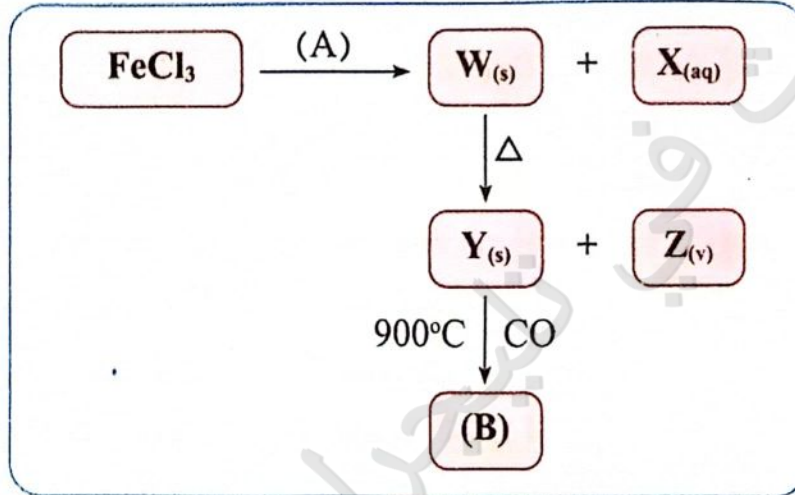 FeCl₃ (A) W(s) + X(aq)
△
Y(s) + Z(v)
900°C CO
(B)